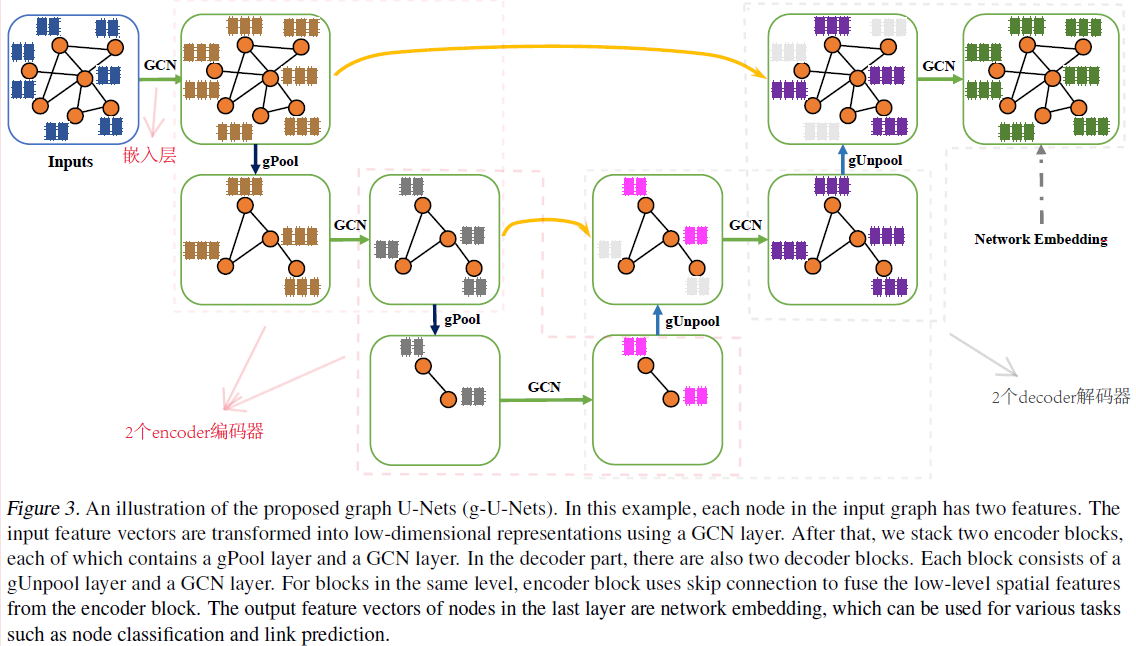 GCN
GCN
嵌入层
Inputs
gPool
gUnpool
GCN
GCN
Network Embedding
gPool
gUnpool
GCN
2个encoder编码器
2个decoder解码器
Figure 3. An illustration of the proposed graph U-Nets (g-U-Nets). In this example, each node in the input graph has two features. The
input feature vectors are transformed into low-dimensional representations using a GCN layer. After that, we stack two encoder blocks,
each of which contains a gPool layer and a GCN layer. In the decoder part, there are also two decoder blocks. Each block consists of a
gUnpool layer and a GCN layer. For blocks in the same level, encoder block uses skip connection to fuse the low-level spatial features
from the encoder block. The output feature vectors of nodes in the last layer are network embedding, which can be used for various tasks
such as node classification and link prediction.